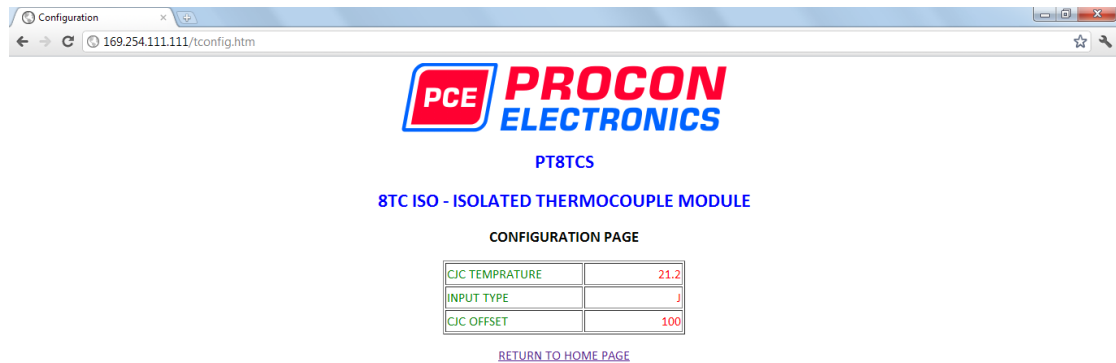 Configuration
169.254.111.111/tconfig.htm
PCE PROCON
ELECTRONICS
PT8TCS
8TC ISO - ISOLATED THERMOCOUPLE MODULE
CONFIGURATION PAGE
CJC TEMPRATURE 21.2
INPUT TYPE J
CJC OFFSET 100
RETURN TO HOME PAGE